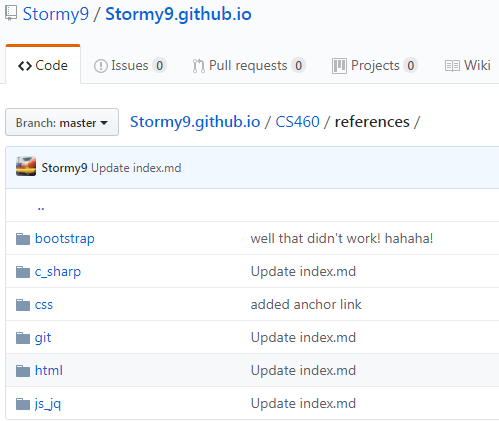 Stormy9 / Stormy9.github.io
Code Issues 0 Pull requests 0 Projects 0 Wiki
Branch: master Stormy9.github.io / CS460 / references /
Stormy9 Update index.md
..
bootstrap well that didn't work! hahaha!
c_sharp Update index.md
css added anchor link
git Update index.md
html Update index.md
js_jq Update index.md